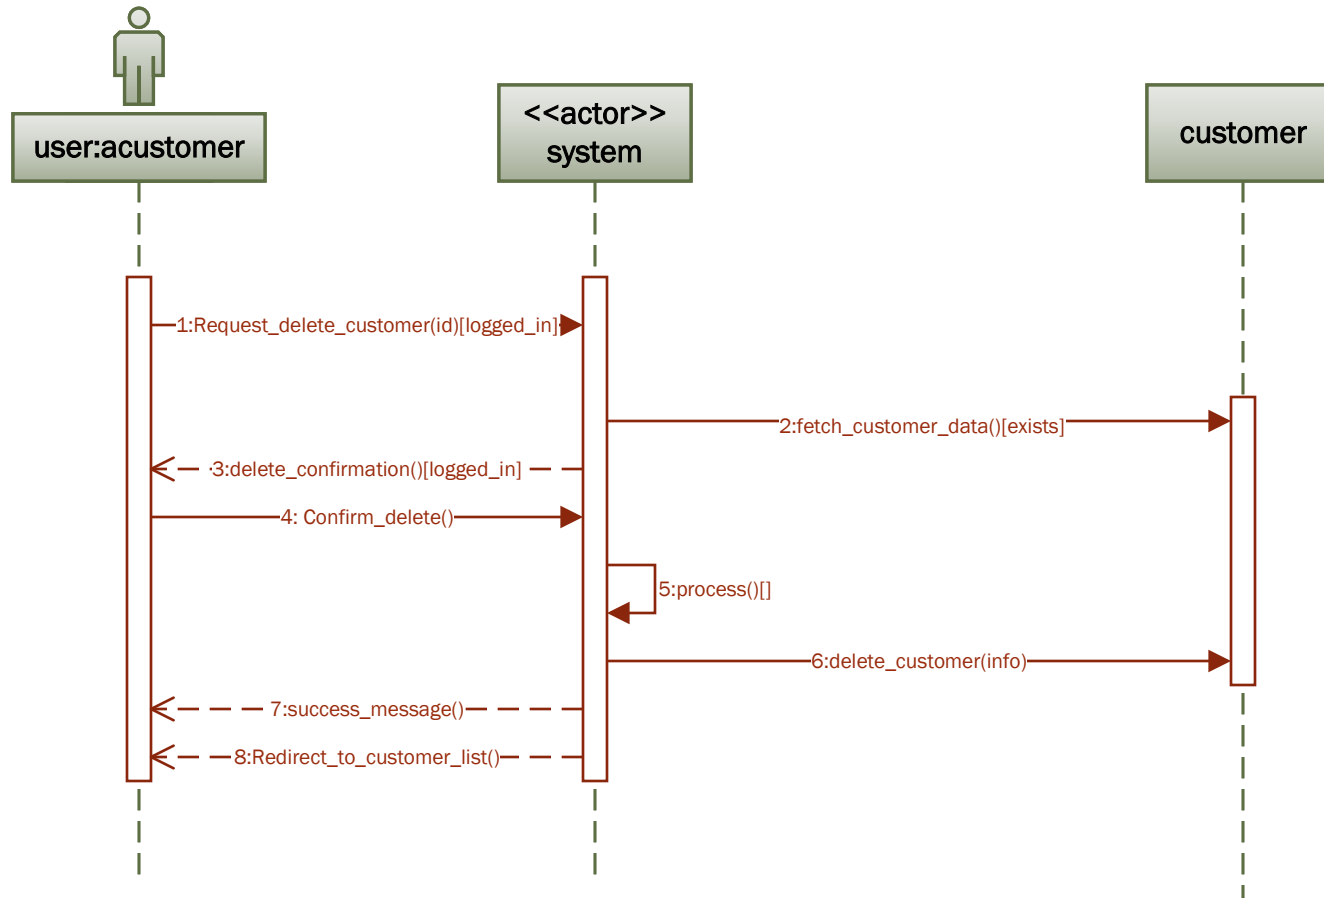 user:acustomer
<<actor>>
system
customer
1:Request_delete_customer(id)[logged_in]
2:fetch_customer_data()[exists]
3:delete_confirmation()[logged_in]
4: Confirm_delete()
5:process()[]
6:delete_customer(info)
7:success_message()
8:Redirect_to_customer_list()